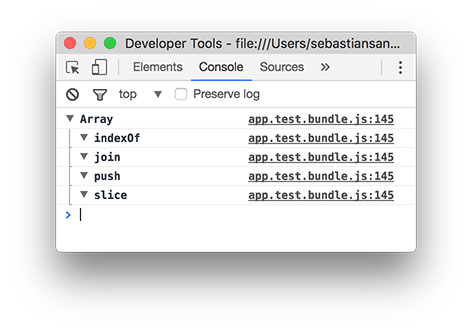 Developer Tools - file:///Users/sebastiansan...
Elements Console Sources »
top Preserve log
Array app.test.bundle.js:145
indexOf app.test.bundle.js:145
join app.test.bundle.js:145
push app.test.bundle.js:145
slice app.test.bundle.js:145